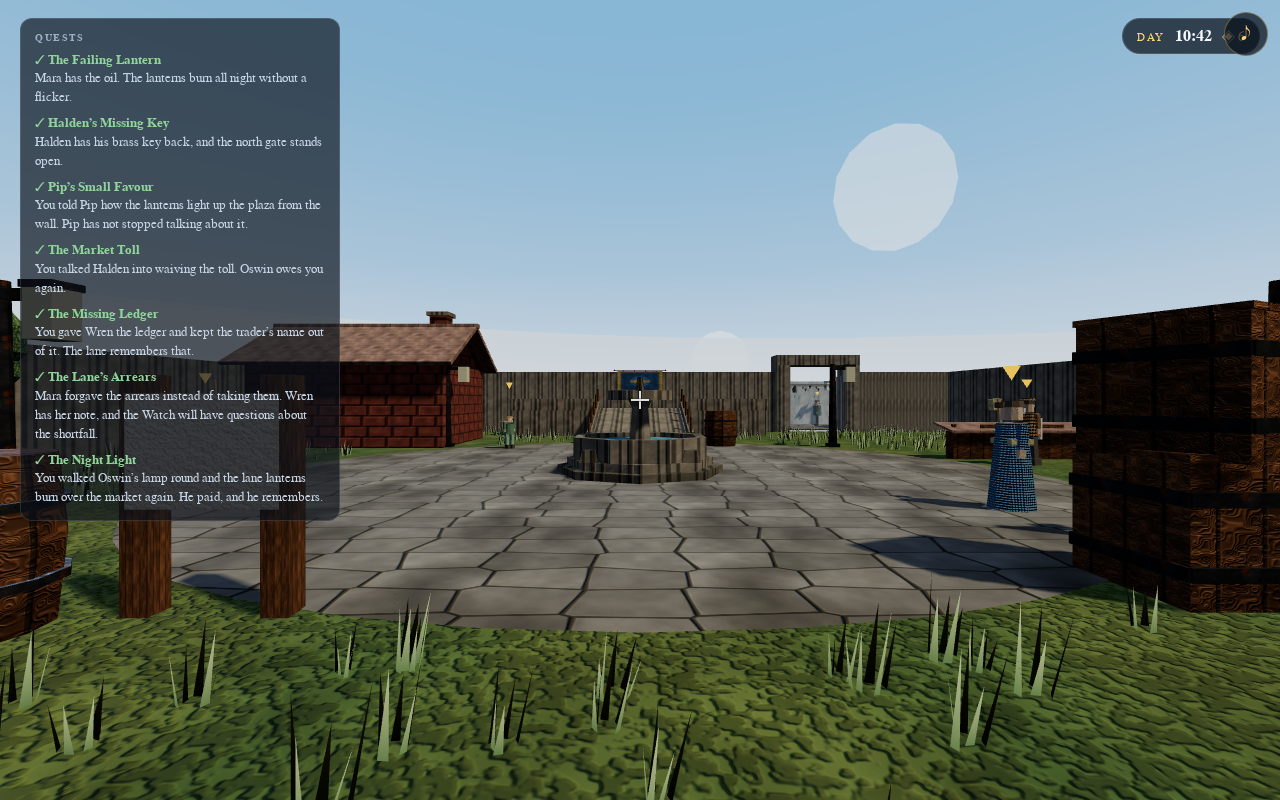 QUESTS
✓ The Failing Lantern
Mara has the oil. The lanterns burn all night without a
flicker.
✓ Halden's Missing Key
Halden has his brass key back, and the north gate stands
open.
✓ Pip's Small Favour
You told Pip how the lanterns light up the plaza from the
wall. Pip has not stopped talking about it.
✓ The Market Toll
You talked Halden into waiving the toll. Oswin owes you
again.
✓ The Missing Ledger
You gave Wren the ledger and kept the trader's name out
of it. The lane remembers that.
✓ The Lane's Arrears
Mara forgave the arrears instead of taking them. Wren
has her note, and the Watch will have questions about
the shortfall.
✓ The Night Light
You walked Oswin's lamp round and the lane lanterns
burn over the market again. He paid, and he remembers.
DAY 10:42